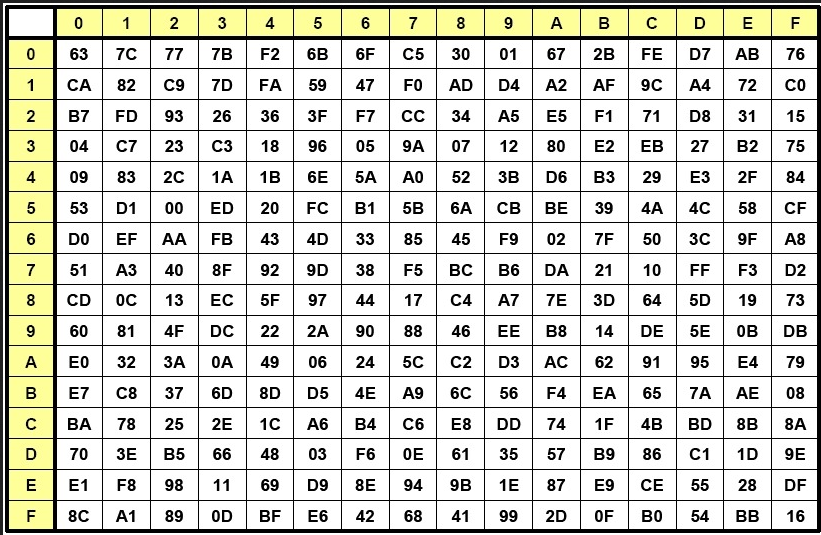 0 1 2 3 4 5 6 7 8 9 A B C D E F
0 63 7C 77 7B F2 6B 6F C5 30 01 67 2B FE D7 AB 76
1 CA 82 C9 7D FA 59 47 F0 AD D4 A2 AF 9C A4 72 C0
2 B7 FD 93 26 36 3F F7 CC 34 A5 E5 F1 71 D8 31 15
3 04 C7 23 C3 18 96 05 9A 07 12 80 E2 EB 27 B2 75
4 09 83 2C 1A 1B 6E 5A A0 52 3B D6 B3 29 E3 2F 84
5 53 D1 00 ED 20 FC B1 5B 6A CB BE 39 4A 4C 58 CF
6 D0 EF AA FB 43 4D 33 85 45 F9 02 7F 50 3C 9F A8
7 51 A3 40 8F 92 9D 38 F5 BC B6 DA 21 10 FF F3 D2
8 CD 0C 13 EC 5F 97 44 17 C4 A7 7E 3D 64 5D 19 73
9 60 81 4F DC 22 2A 90 88 46 EE B8 14 DE 5E 0B DB
A E0 32 3A 0A 49 06 24 5C C2 D3 AC 62 91 95 E4 79
B E7 C8 37 6D 8D D5 4E A9 6C 56 F4 EA 65 7A AE 08
C BA 78 25 2E 1C A6 B4 C6 E8 DD 74 1F 4B BD 8B 8A
D 70 3E B5 66 48 03 F6 0E 61 35 57 B9 86 C1 1D 9E
E E1 F8 98 11 69 D9 8E 94 9B 1E 87 E9 CE 55 28 DF
F 8C A1 89 0D BF E6 42 68 41 99 2D 0F B0 54 BB 16